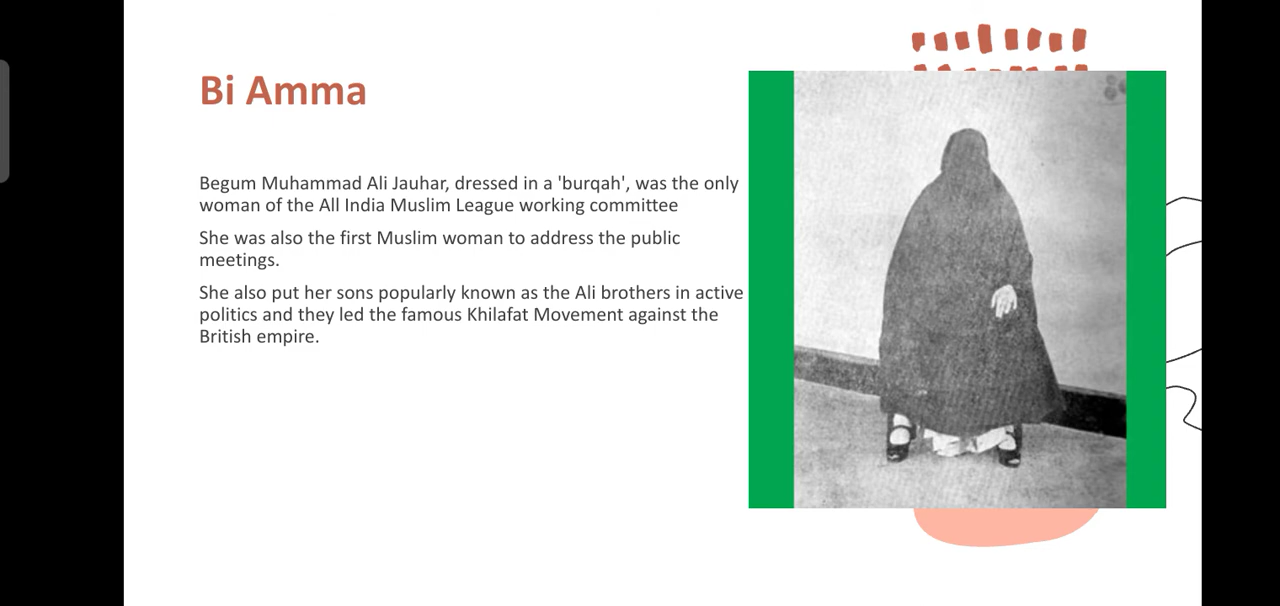 Bi Amma
Begum Muhammad Ali Jauhar, dressed in a 'burqah', was the only
woman of the All India Muslim League working committee
She was also the first Muslim woman to address the public
meetings.
She also put her sons popularly known as the Ali brothers in active
politics and they led the famous Khilafat Movement against the
British empire.